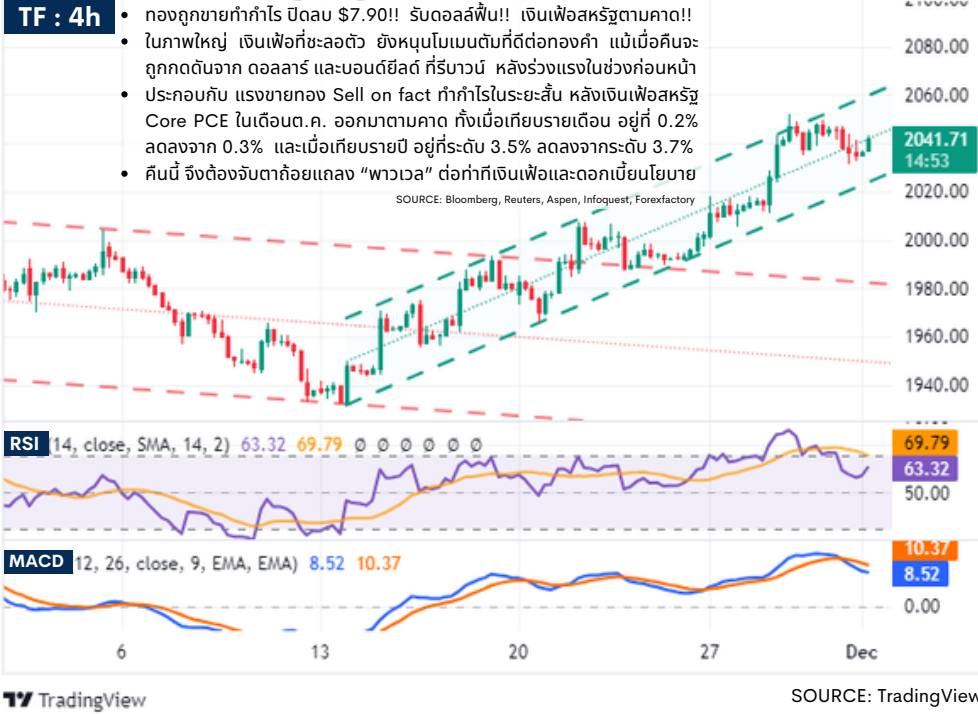 TF : 4h
• ทองถูกขายทำกำไร ปิดลบ $7.90!! รับดอลล์ฟื้น!! เงินเฟ้อสหรัฐตามคาด!!
• ในภาพใหญ่ เงินเฟ้อที่ชะลอตัว ยังหนุนโมเมนตัมที่ดีต่อทองคำ แม้เมื่อคืนจะ
ถูกกดดันจาก ดอลลาร์ และบอนด์ยีลด์ ที่รีบาวน์ หลังร่วงแรงในช่วงก่อนหน้า
• ประกอบกับ แรงขายทอง Sell on fact ทำกำไรในระยะสั้น หลังเงินเฟ้อสหรัฐ
Core PCE ในเดือนต.ค. ออกมาตามคาด ทั้งเมื่อเทียบรายเดือน อยู่ที่ 0.2%
ลดลงจาก 0.3% และเมื่อเทียบรายปี อยู่ที่ระดับ 3.5% ลดลงจากระดับ 3.7%
• คืนนี้ จึงต้องจับตาถ้อยแถลง “พาวเวล” ต่อท่าทีเงินเฟ้อและดอกเบี้ยนโยบาย
SOURCE: Bloomberg, Reuters, Aspen, Infoquest, Forexfactory
2080.00
2060.00
2041.71
14:53
2020.00
2000.00
1980.00
1960.00
1940.00
RSI (14, close, SMA, 14, 2) 63.32 69.79 ∅ ∅ ∅ ∅ ∅ ∅
69.79
63.32
50.00
MACD 12, 26, close, 9, EMA, EMA) 8.52 10.37
10.37
8.52
0.00
6 13 20 27 Dec
TradingView
SOURCE: TradingView